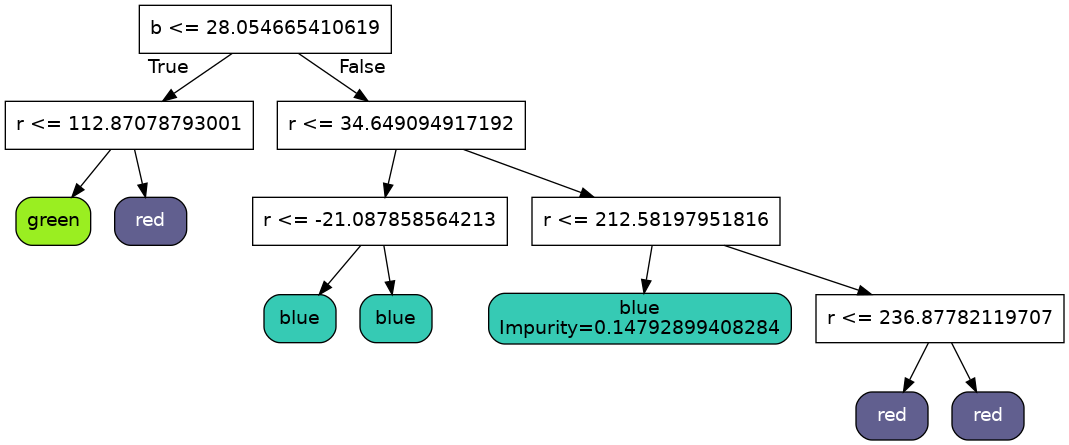 b <= 28.054665410619
True
False
r <= 112.87078793001
r <= 34.649094917192
green
red
r <= -21.087858564213
r <= 212.58197951816
blue
blue
blue
Impurity=0.14792899408284
r <= 236.87782119707
red
red